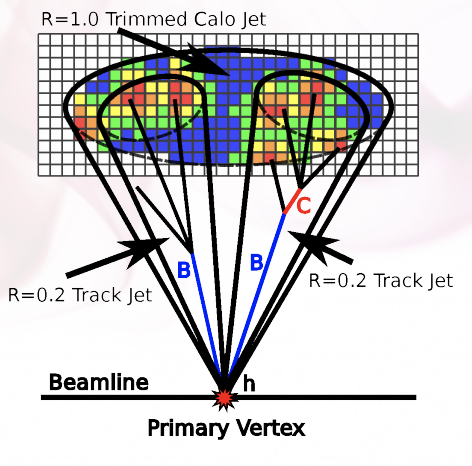 R=1.0 Trimmed Calo Jet
C
B
B
R=0.2 Track Jet
R=0.2 Track Jet
Beamline
h
Primary Vertex